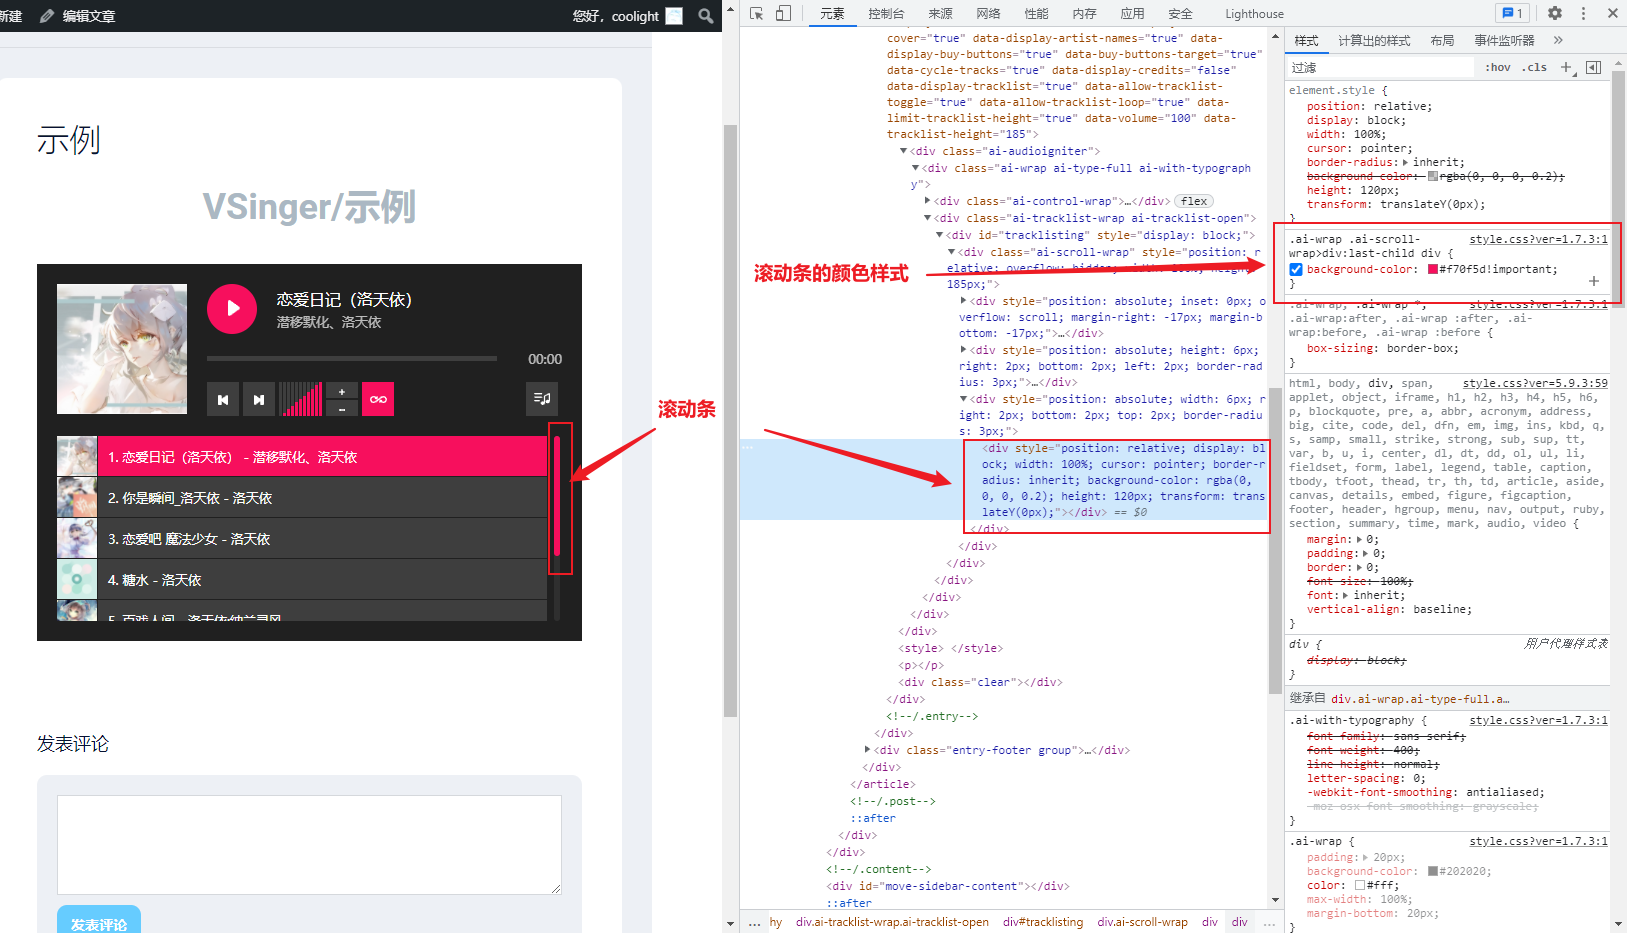 新建 编辑文章 您好，coolight
示例
VSinger/示例
恋爱日记（洛天依）
潜移默化、洛天依
00:00
+
-
滚动条
1. 恋爱日记（洛天依） - 潜移默化、洛天依
2. 你是瞬间_洛天依 - 洛天依
3. 恋爱吧 魔法少女 - 洛天依
4. 糖水 - 洛天依
发表评论
发表评论
元素 控制台 来源 网络 性能 内存 应用 安全 Lighthouse 1
cover="true" data-display-artist-names="true" data-
display-buy-buttons="true" data-buy-buttons-target="true"
data-cycle-tracks="true" data-display-credits="false"
data-display-tracklist="true" data-allow-tracklist-
toggle="true" data-allow-tracklist-loop="true" data-
limit-tracklist-height="true" data-volume="100" data-
tracklist-height="185">
<div class="ai-audioigniter">
<div class="ai-wrap ai-type-full ai-with-typograph
y">
<div class="ai-control-wrap">…</div> flex
<div class="ai-tracklist-wrap ai-tracklist-open">
<div id="tracklisting" style="display: block;">
<div class="ai-scroll-wrap" style="position: re
滚动条的颜色样式
lative; overflow: hidden; width: 100%; height:
185px;">
<div style="position: absolute; inset: 0px; o
verflow: scroll; margin-right: -17px; margin-b
ottom: -17px;">…</div>
<div style="position: absolute; height: 6px;
right: 2px; bottom: 2px; left: 2px; border-rad
ius: 3px;">…</div>
<div style="position: absolute; width: 6px; r
ight: 2px; bottom: 2px; top: 2px; border-radiu
s: 3px;">
… <div style="position: relative; display: bl
ock; width: 100%; cursor: pointer; border-r
adius: inherit; background-color: rgba(0,
0, 0, 0.2); height: 120px; transform: trans
lateY(0px);"></div> == $0
</div>
</div>
</div>
</div>
</div>
</div>
</div>
<style> </style>
<p></p>
<div class="clear"></div>
</div>
<!--/.entry-->
</div>
<div class="entry-footer group">…</div>
</div>
</article>
<!--/.post-->
::after
</div>
</div>
<!--/.content-->
<div id="move-sidebar-content"></div>
::after
… hy div.ai-tracklist-wrap.ai-tracklist-open div#tracklisting div.ai-scroll-wrap div div …
样式 计算出的样式 布局 事件监听器 »
过滤 :hov .cls +
element.style {
position: relative;
display: block;
width: 100%;
cursor: pointer;
border-radius: inherit;
background-color: rgba(0, 0, 0, 0.2);
height: 120px;
transform: translateY(0px);
}
.ai-wrap .ai-scroll- style.css?ver=1.7.3:1
wrap>div:last-child div {
background-color: #f70f5d!important;
}
.ai-wrap, .ai-wrap *, style.css?ver=1.7.3:1
.ai-wrap:after, .ai-wrap :after, .ai-
wrap:before, .ai-wrap :before {
box-sizing: border-box;
}
html, body, div, span, style.css?ver=5.9.3:59
applet, object, iframe, h1, h2, h3, h4, h5, h6,
p, blockquote, pre, a, abbr, acronym, address,
big, cite, code, del, dfn, em, img, ins, kbd, q,
s, samp, small, strike, strong, sub, sup, tt,
var, b, u, i, center, dl, dt, dd, ol, ul, li,
fieldset, form, label, legend, table, caption,
tbody, tfoot, thead, tr, th, td, article, aside,
canvas, details, embed, figure, figcaption,
footer, header, hgroup, menu, nav, output, ruby,
section, summary, time, mark, audio, video {
margin: 0;
padding: 0;
border: 0;
font-size: 100%;
font: inherit;
vertical-align: baseline;
}
div { 用户代理样式表
display: block;
}
继承自 div.ai-wrap.ai-type-full.a…
.ai-with-typography { style.css?ver=1.7.3:1
font-family: sans-serif;
font-weight: 400;
line-height: normal;
letter-spacing: 0;
-webkit-font-smoothing: antialiased;
-moz-osx-font-smoothing: grayscale;
}
.ai-wrap { style.css?ver=1.7.3:1
padding: 20px;
background-color: #202020;
color: #fff;
max-width: 100%;
margin-bottom: 20px;
}